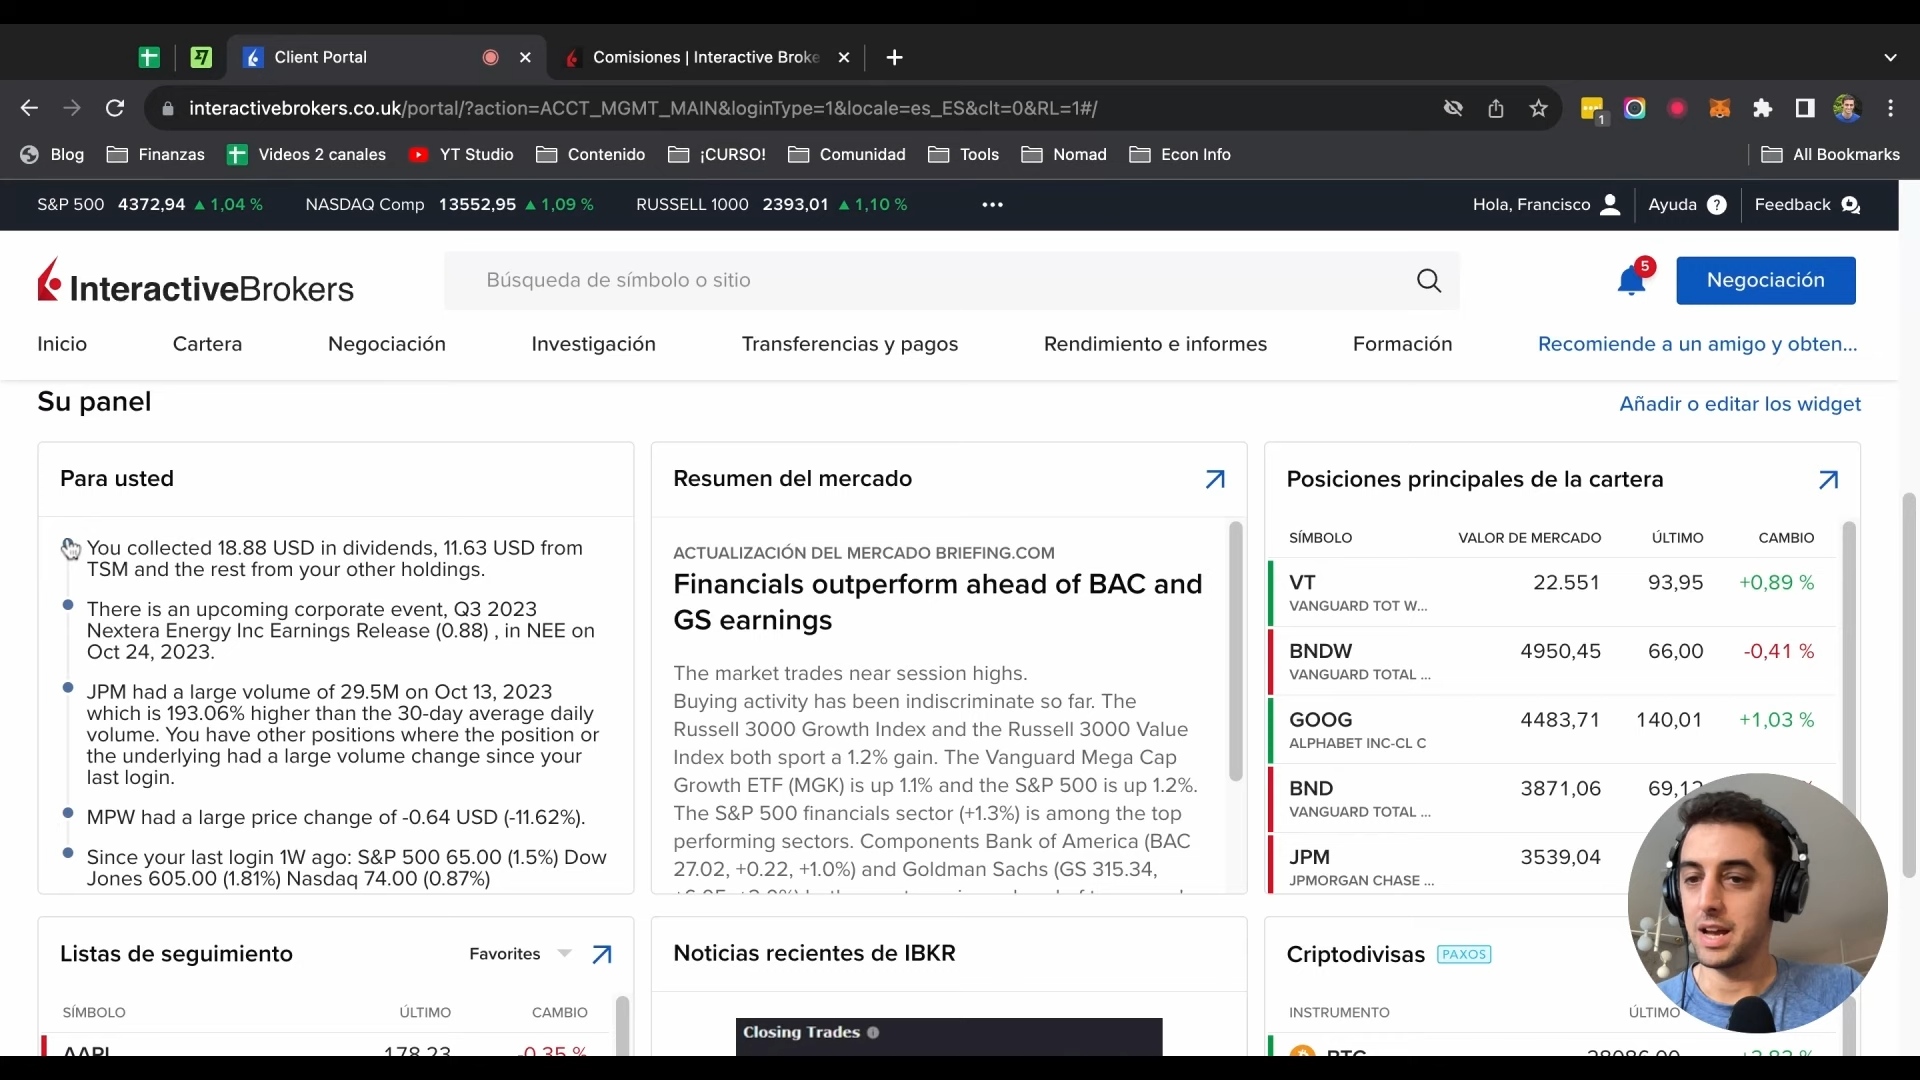 Client Portal
Comisiones | Interactive Broke
interactivebrokers.co.uk/portal/?action=ACCT_MGMT_MAIN&loginType=1&locale=es_ES&clt=0&RL=1#/
1
Blog
Finanzas
Videos 2 canales
YT Studio
Contenido
¡CURSO!
Comunidad
Tools
Nomad
Econ Info
All Bookmarks
S&P 500 4372,94 ▲ 1,04 %
NASDAQ Comp 13552,95 ▲ 1,09 %
RUSSELL 1000 2393,01 ▲ 1,10 %
•••
Hola, Francisco
Ayuda ?
Feedback
InteractiveBrokers
Búsqueda de símbolo o sitio
5
Negociación
Inicio
Cartera
Negociación
Investigación
Transferencias y pagos
Rendimiento e informes
Formación
Recomiende a un amigo y obten...
Su panel
Añadir o editar los widget
Para usted
You collected 18.88 USD in dividends, 11.63 USD from
TSM and the rest from your other holdings.
There is an upcoming corporate event, Q3 2023
Nextera Energy Inc Earnings Release (0.88) , in NEE on
Oct 24, 2023.
JPM had a large volume of 29.5M on Oct 13, 2023
which is 193.06% higher than the 30-day average daily
volume. You have other positions where the position or
the underlying had a large volume change since your
last login.
MPW had a large price change of -0.64 USD (-11.62%).
Since your last login 1W ago: S&P 500 65.00 (1.5%) Dow
Jones 605.00 (1.81%) Nasdaq 74.00 (0.87%)
Resumen del mercado
ACTUALIZACIÓN DEL MERCADO BRIEFING.COM
Financials outperform ahead of BAC and
GS earnings
The market trades near session highs.
Buying activity has been indiscriminate so far. The
Russell 3000 Growth Index and the Russell 3000 Value
Index both sport a 1.2% gain. The Vanguard Mega Cap
Growth ETF (MGK) is up 1.1% and the S&P 500 is up 1.2%.
The S&P 500 financials sector (+1.3%) is among the top
performing sectors. Components Bank of America (BAC
27.02, +0.22, +1.0%) and Goldman Sachs (GS 315.34,
Posiciones principales de la cartera
SÍMBOLO VALOR DE MERCADO ÚLTIMO CAMBIO
VT 22.551 93,95 +0,89 %
VANGUARD TOT W...
BNDW 4950,45 66,00 -0,41 %
VANGUARD TOTAL ...
GOOG 4483,71 140,01 +1,03 %
ALPHABET INC-CL C
BND 3871,06
VANGUARD TOTAL ...
JPM 3539,04
JPMORGAN CHASE ...
Listas de seguimiento
Favorites
SÍMBOLO ÚLTIMO CAMBIO
AAPL 178,23 -0,35 %
Noticias recientes de IBKR
Closing Trades
Criptodivisas PAXOS
INSTRUMENTO ÚLTIMO
BTC